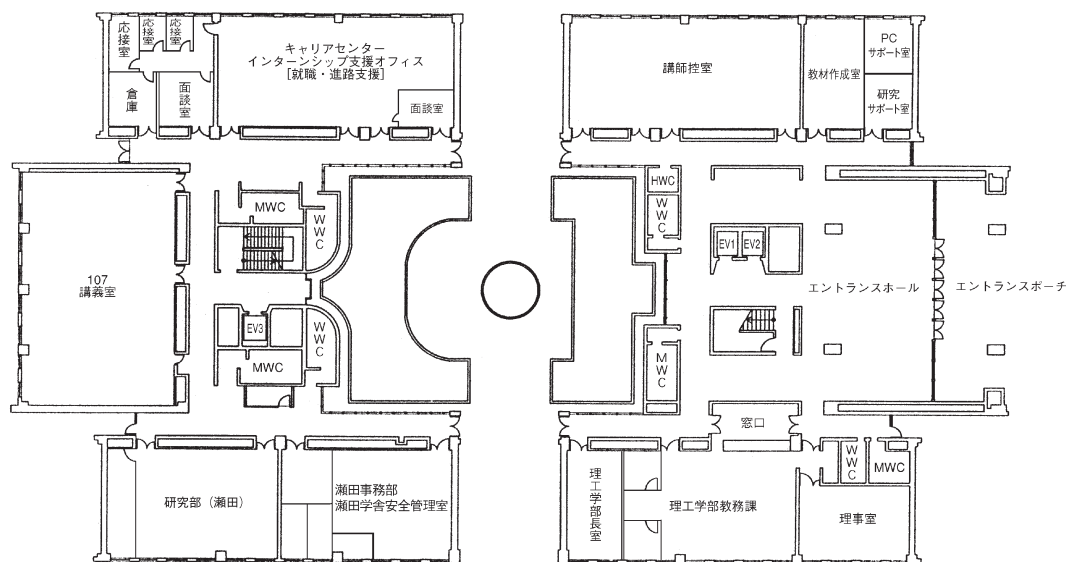 応接室
応接室
応接室
キャリアセンター
インターンシップ支援オフィス
[就職・進路支援]
倉庫
面談室
面談室
講師控室
教材作成室
PC
サポート室
研究
サポート室
MWC
WWC
HWC
WWC
EV1
EV2
107
講義室
エントランスホール
エントランスポーチ
EV3
WWC
MWC
MWC
窓口
研究部（瀬田）
瀬田事務部
瀬田学舎安全管理室
理工学部長室
理工学部教務課
WWC
MWC
理事室